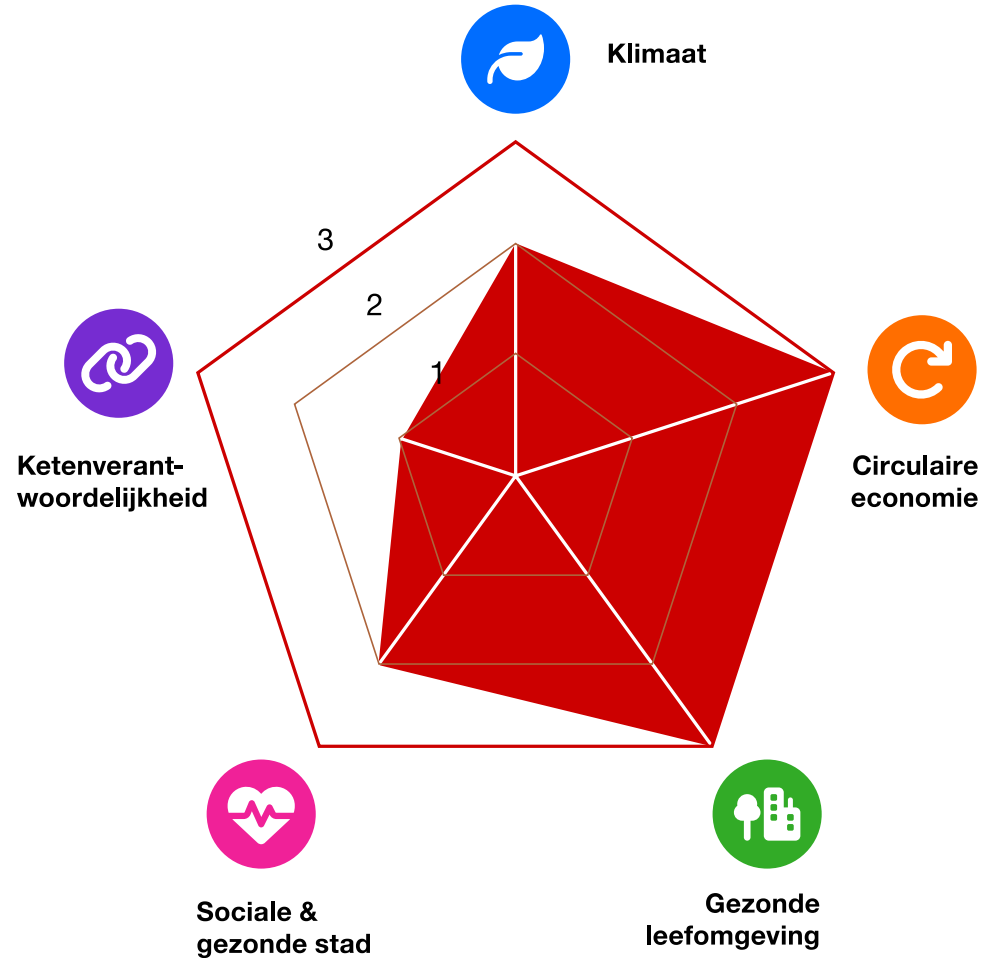 Klimaat
3
2
1
Ketenverant-
woordelijkheid
Circulaire
economie
Sociale &
gezonde stad
Gezonde
leefomgeving